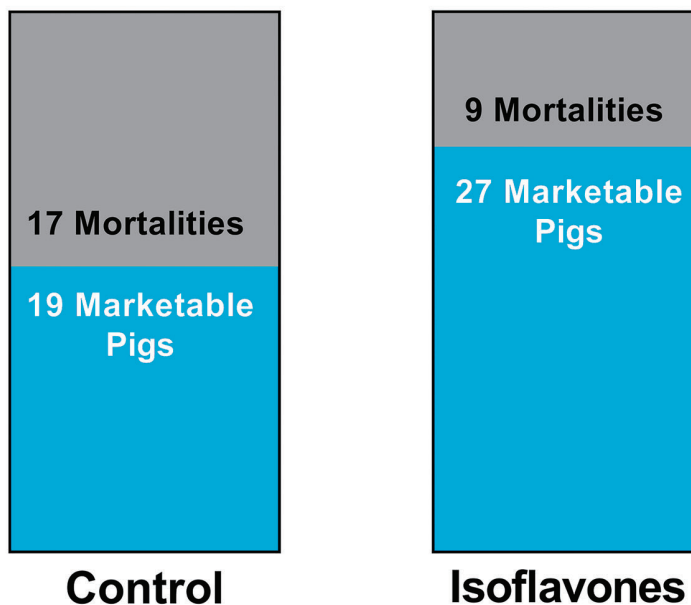 17 Mortalities
19 Marketable
Pigs
Control
9 Mortalities
27 Marketable
Pigs
Isoflavones